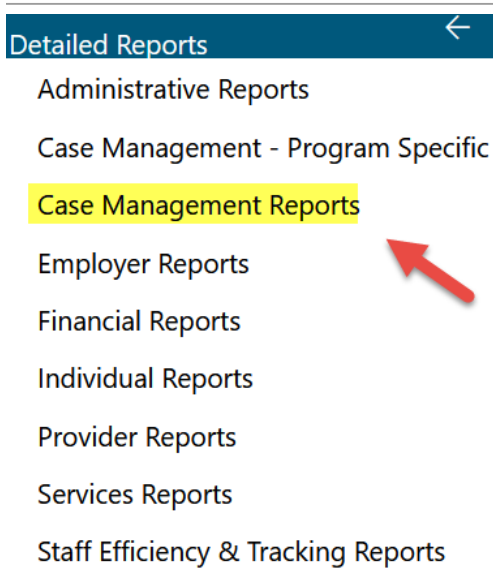 Detailed Reports
Administrative Reports
Case Management - Program Specific
Case Management Reports
Employer Reports
Financial Reports
Individual Reports
Provider Reports
Services Reports
Staff Efficiency & Tracking Reports